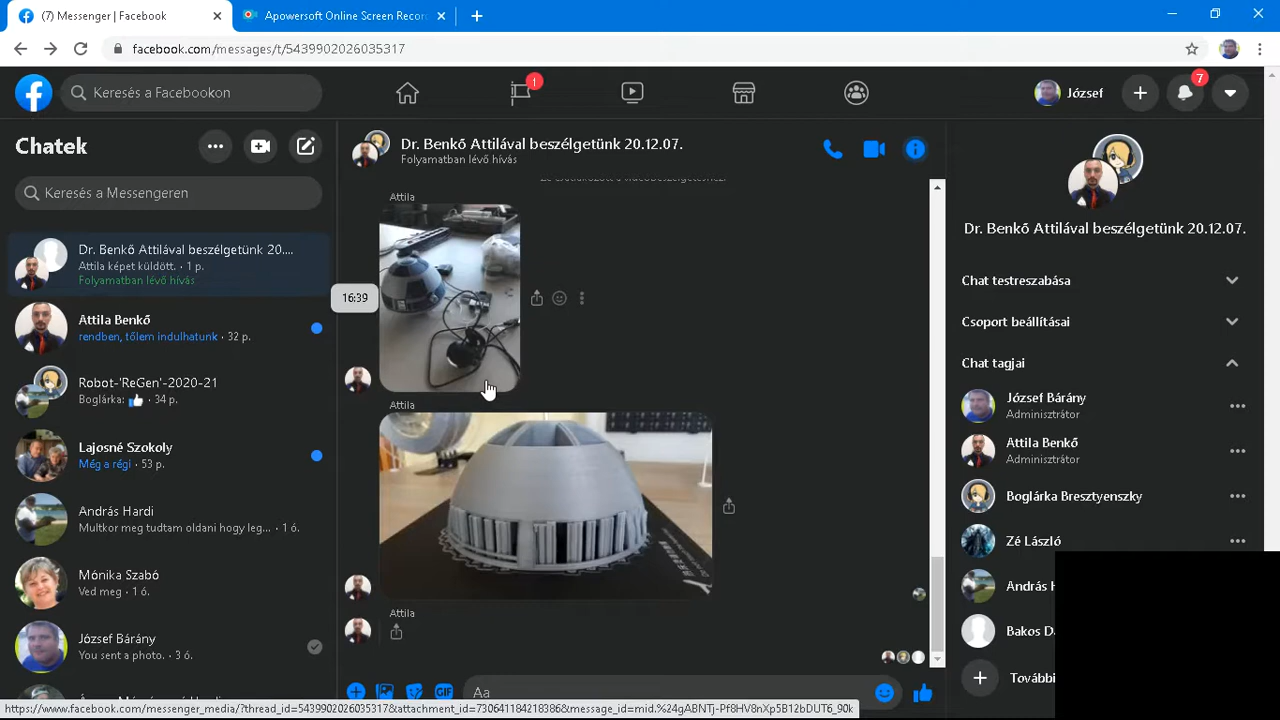 (7) Messenger | Facebook
Apowersoft Online Screen Recor
facebook.com/messages/t/5439902026035317
Keresés a Facebookon
1
József
7
Chatek
Keresés a Messengeren
Dr. Benkő Attilával beszélgetünk 20....
Attila képet küldött. · 1 p.
Folyamatban lévő hívás
Attila Benkő
rendben, tőlem indulhatunk · 32 p.
Robot-'ReGen'-2020-21
Boglárka: · 34 p.
Lajosné Szokoly
Még a régi · 53 p.
András Hardi
Multkor meg tudtam oldani hogy leg... · 1 ó.
Mónika Szabó
Ved meg · 1 ó.
József Bárány
You sent a photo. · 3 ó.
Dr. Benkő Attilával beszélgetünk 20.12.07.
Folyamatban lévő hívás
Attila
16:39
Attila
Attila
GIF
Aa
Dr. Benkő Attilával beszélgetünk 20.12.07.
Chat testreszabása
Csoport beállításai
Chat tagjai
József Bárány
Adminisztrátor
Attila Benkő
Adminisztrátor
Boglárka Bresztyenszky
Zé László
András H
Bakos D
További
https://www.facebook.com/messenger_media/?thread_id=5439902026035317&attachment_id=730641184218386&message_id=mid.%24gABNTj-Pf8HV8nXp5B12bDUT6_90k